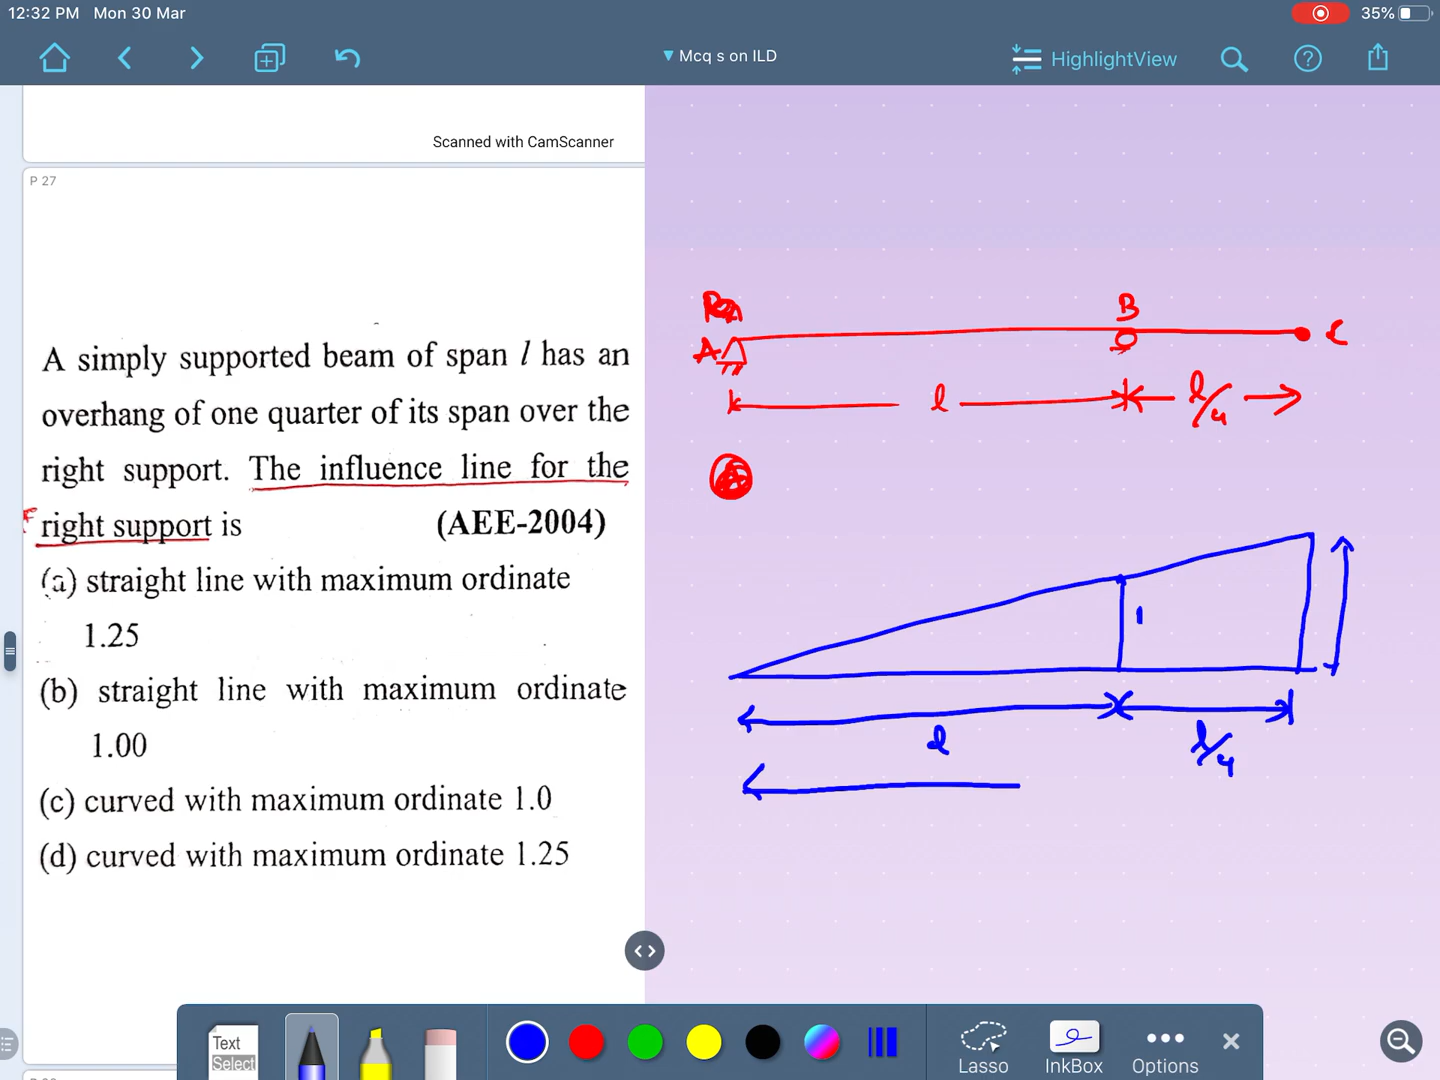 12:32 PM Mon 30 Mar
35%
Mcq s on ILD
HighlightView
Scanned with CamScanner
P 27
A simply supported beam of span l has an
overhang of one quarter of its span over the
right support. The influence line for the
right support is (AEE-2004)
(a) straight line with maximum ordinate
1.25
(b) straight line with maximum ordinate
1.00
(c) curved with maximum ordinate 1.0
(d) curved with maximum ordinate 1.25
B
A
C
l
l/4
1
l
l/4
Text
Select
Lasso
InkBox
Options